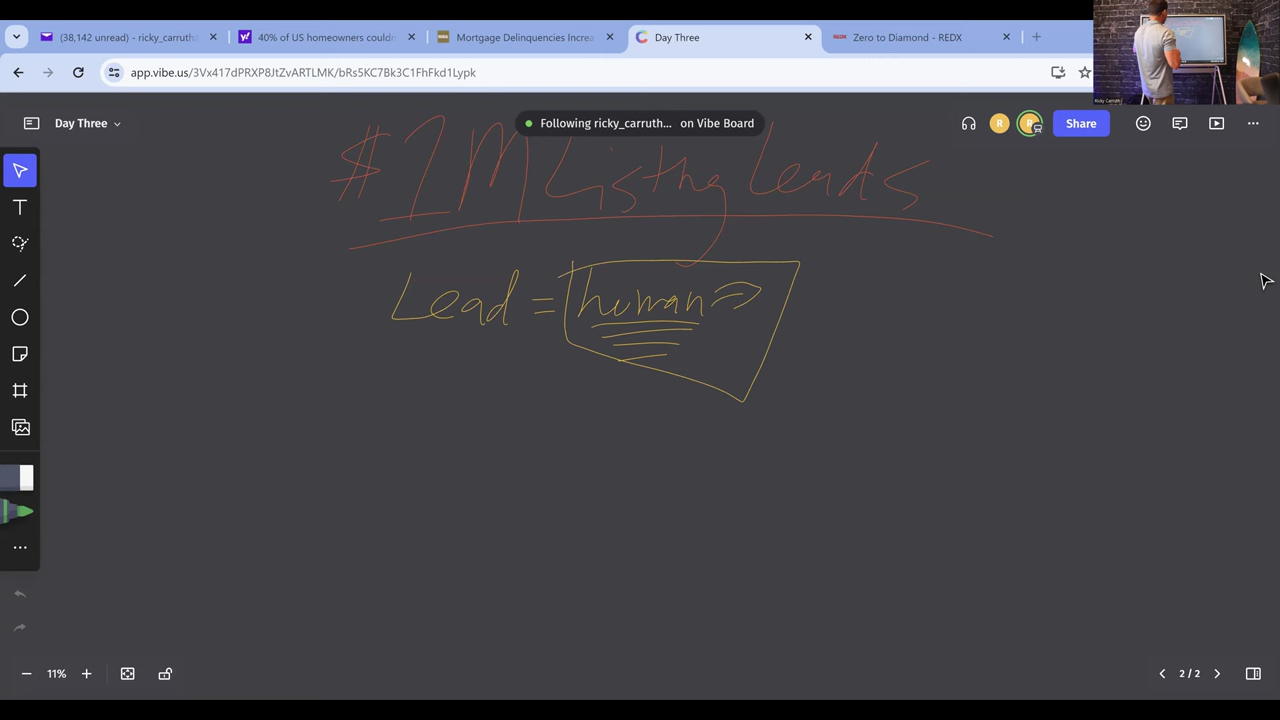 (38,142 unread) - ricky_carruth
40% of US homeowners could
Mortgage Delinquencies Increa
Day Three
Zero to Diamond - REDX
app.vibe.us/3Vx417dPRXP8JtZvARTLMK/bRs5KC7Bk3C1FhFkd1Lypk
Ricky Carruth
Day Three
Following ricky_carruth... on Vibe Board
R
R
Share
$1M Listing Leads
Lead = human =>
T
11%
2 / 2